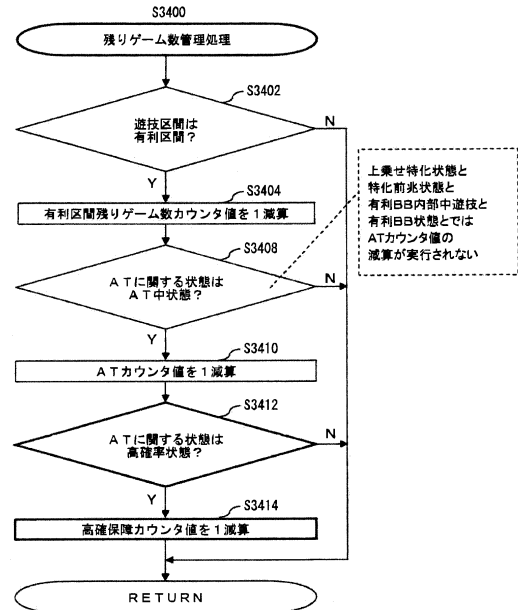 S3400
残りゲーム数管理処理
S3402
遊技区間は
有利区間？
N
Y
S3404
有利区間残りゲーム数カウンタ値を１減算
上乗せ特化状態と
特化前兆状態と
有利BB内部中遊技と
有利BB状態とでは
ATカウンタ値の
減算が実行されない
S3408
ＡＴに関する状態は
ＡＴ中状態？
N
Y
S3410
ＡＴカウンタ値を１減算
S3412
ＡＴに関する状態は
高確率状態？
N
Y
S3414
高確保障カウンタ値を１減算
ＲＥＴＵＲＮ